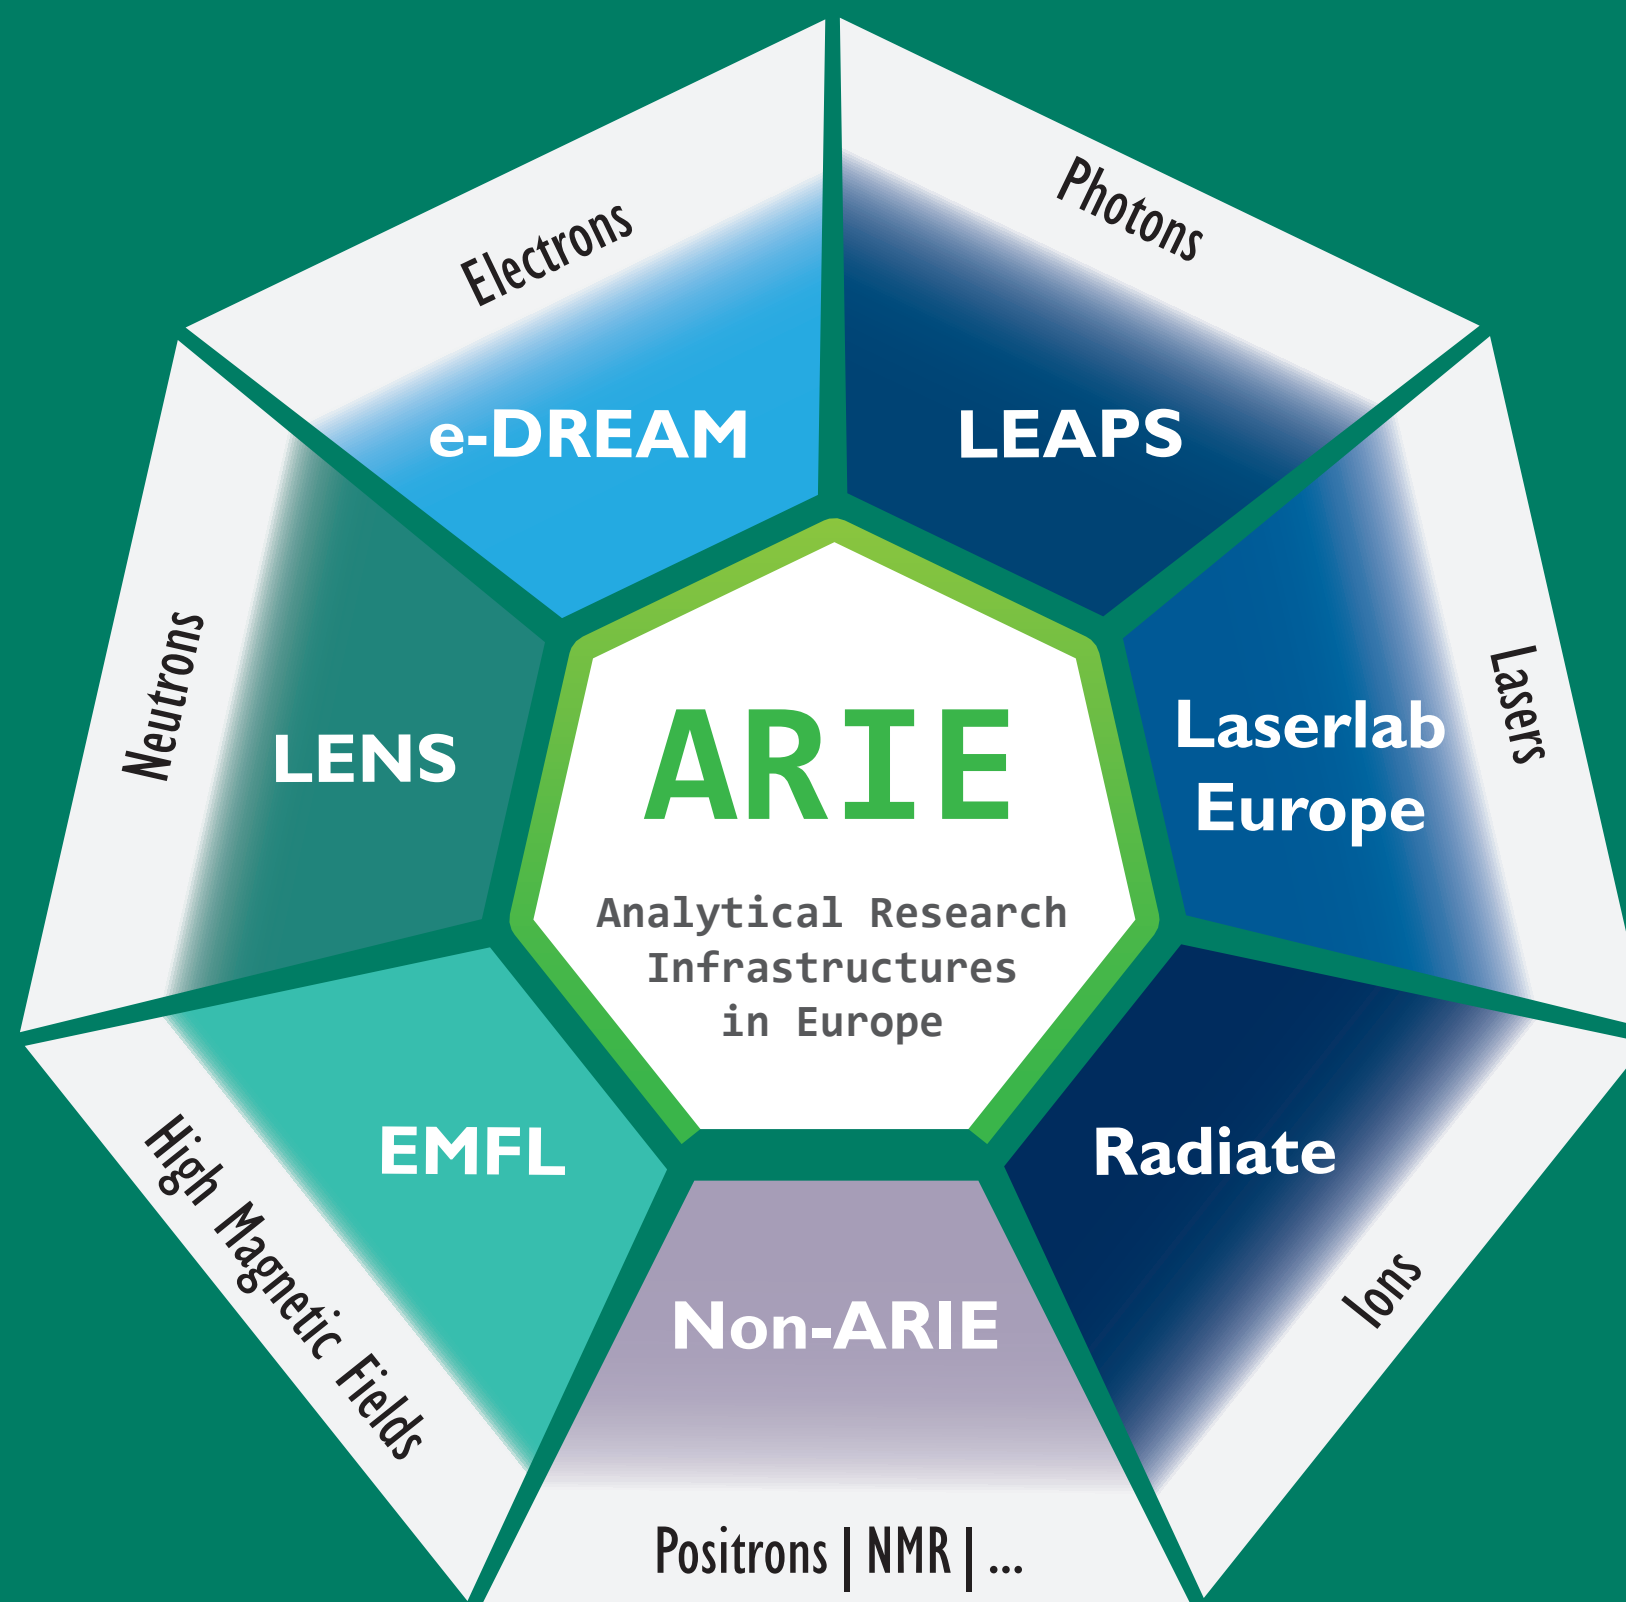 Electrons
Photons
e-DREAM
LEAPS
Neutrons
LENS
ARIE
Analytical Research
Infrastructures
in Europe
Laserlab
Europe
Lasers
EMFL
High Magnetic Fields
Radiate
Ions
Non-ARIE
Positrons | NMR | ...